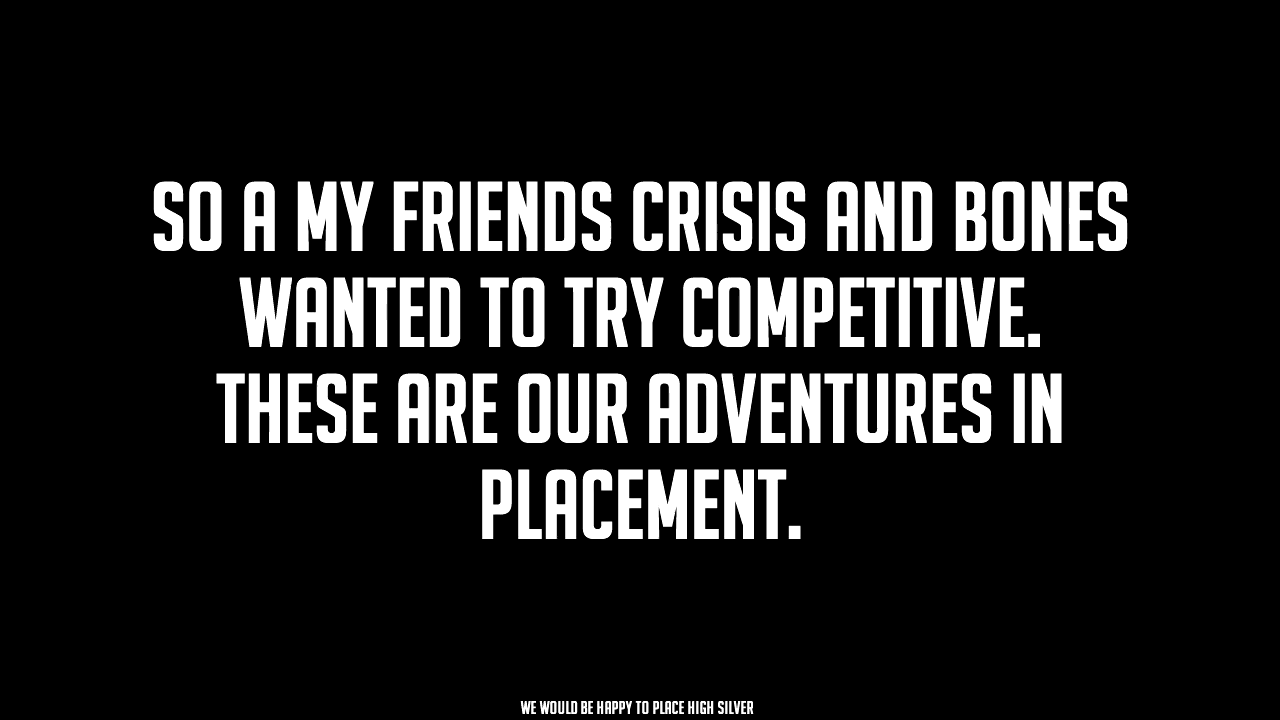 SO A MY FRIENDS CRISIS AND BONES
WANTED TO TRY COMPETITIVE.
THESE ARE OUR ADVENTURES IN
PLACEMENT.
WE WOULD BE HAPPY TO PLACE HIGH SILVER